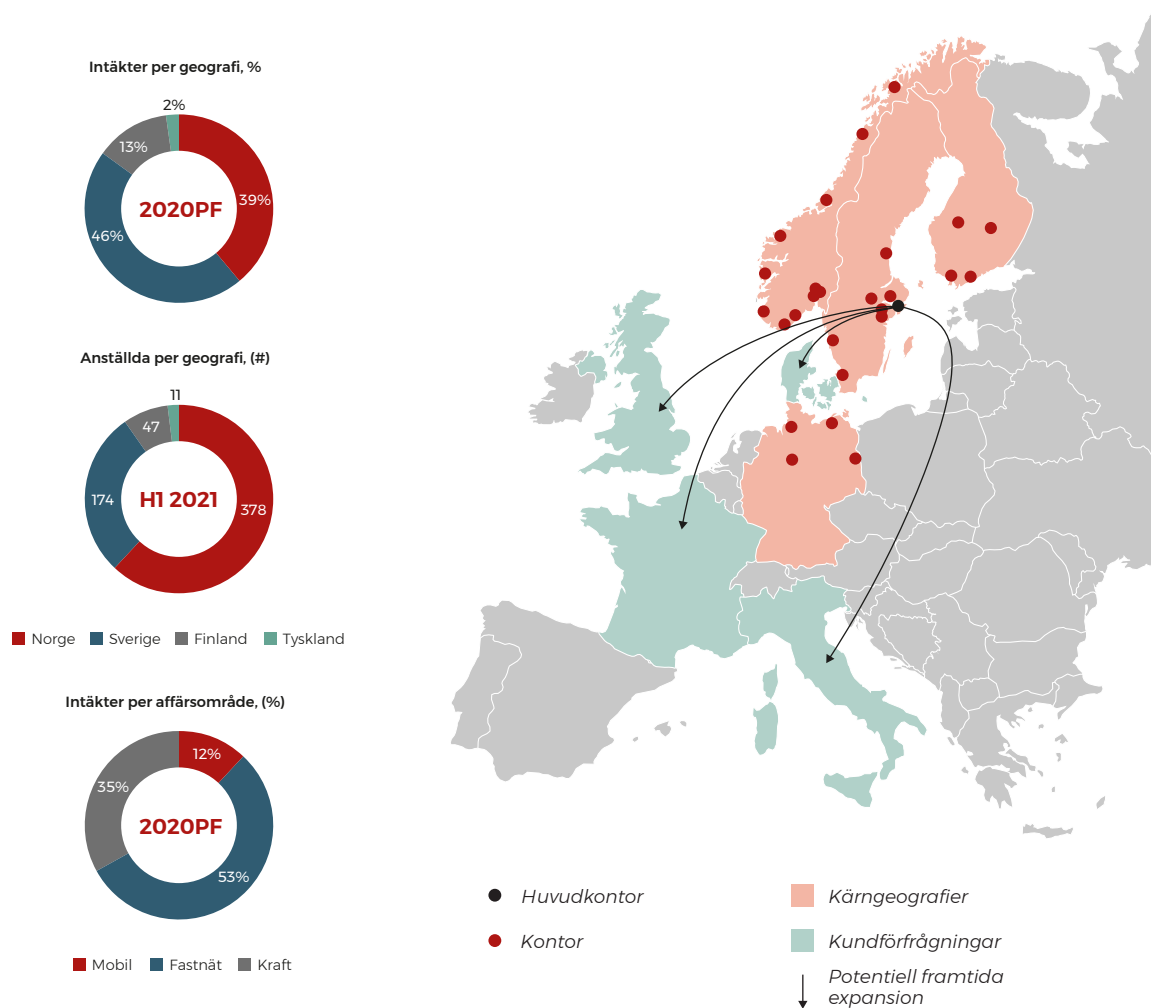 Intäkter per geografi, %
2%
13%
39%
46%
2020PF
Anställda per geografi, (#)
11
47
174
378
H1 2021
Norge Sverige Finland Tyskland
Intäkter per affärsområde, (%)
12%
35%
53%
2020PF
Mobil Fastnät Kraft
Huvudkontor
Kontor
Kärngeografier
Kundförfrågningar
Potentiell framtida
expansion